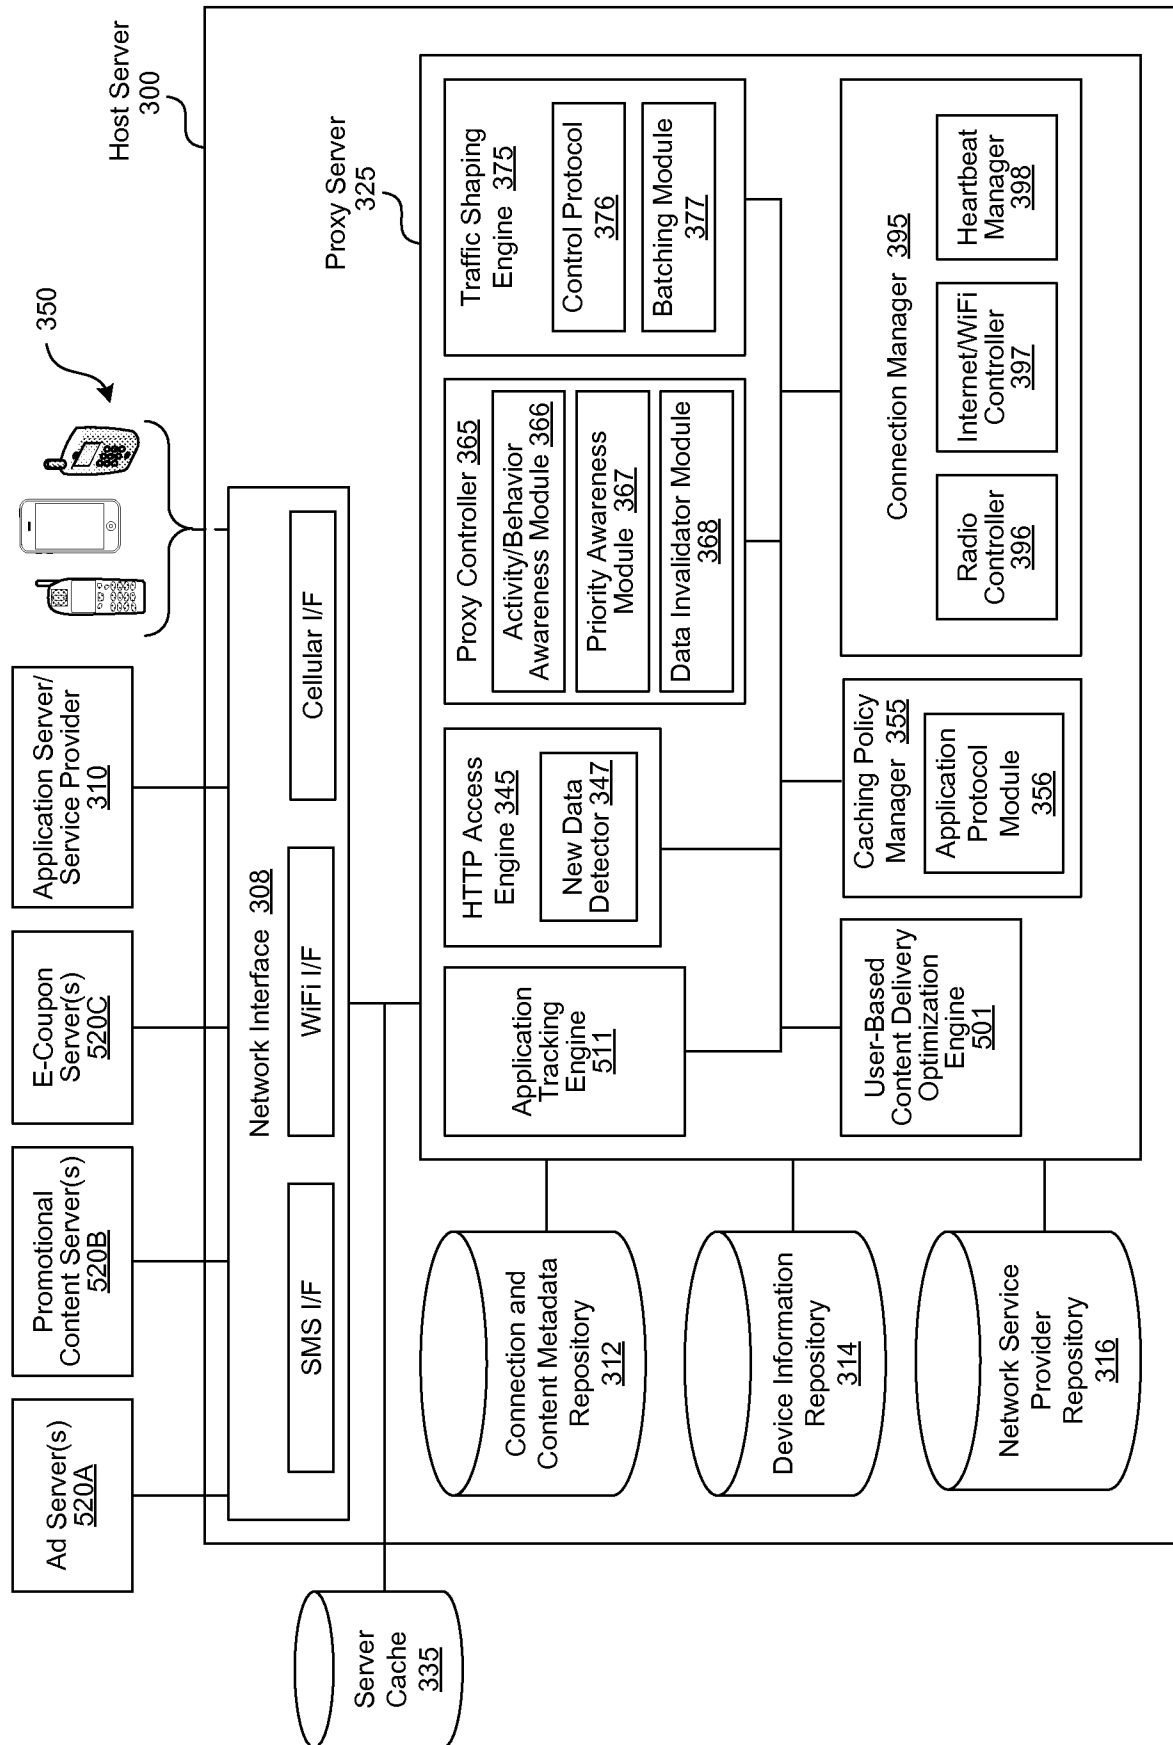 Ad Server(s)
520A
Promotional
Content Server(s)
520B
E-Coupon
Server(s)
520C
Application Server/
Service Provider
310
350
Host Server
300
Network Interface 308
SMS I/F
WiFi I/F
Cellular I/F
Server
Cache
335
Proxy Server
325
Connection and
Content Metadata
Repository
312
Device Information
Repository
314
Network Service
Provider
Repository
316
Application
Tracking
Engine
511
HTTP Access
Engine 345
New Data
Detector 347
Proxy Controller 365
Activity/Behavior
Awareness Module 366
Priority Awareness
Module 367
Data Invalidator Module
368
Traffic Shaping
Engine 375
Control Protocol
376
Batching Module
377
User-Based
Content Delivery
Optimization
Engine
501
Caching Policy
Manager 355
Application
Protocol
Module
356
Connection Manager 395
Radio
Controller
396
Internet/WiFi
Controller
397
Heartbeat
Manager
398